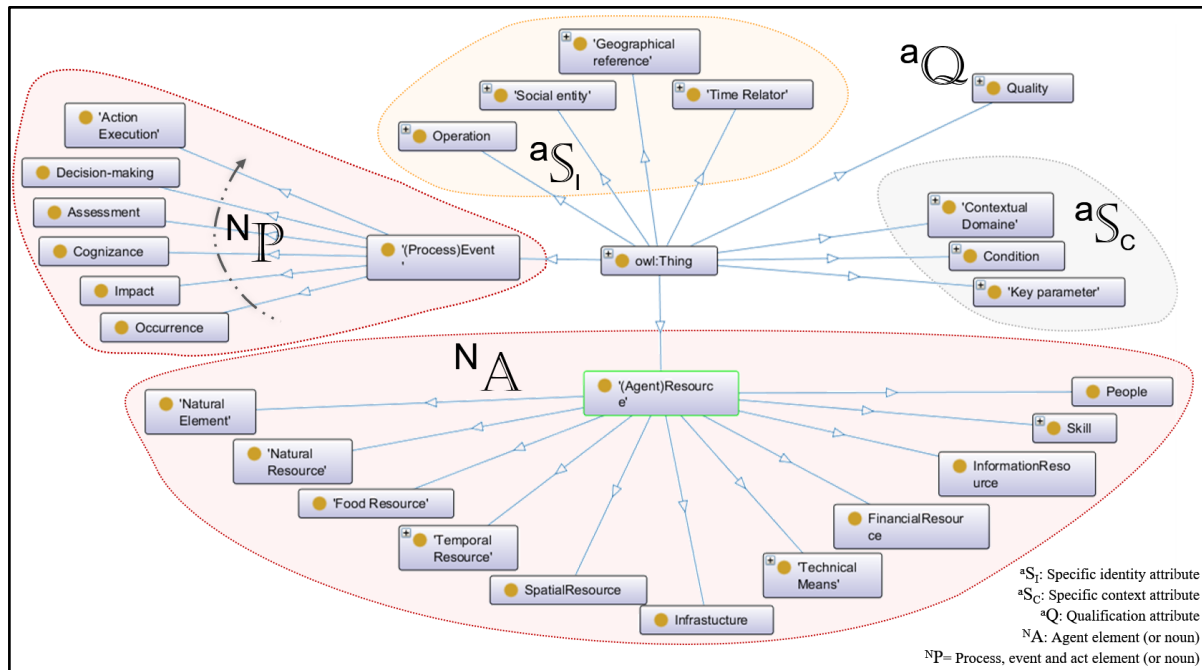 'Geographical
reference'
'Social entity'
'Time Relator'
Operation
aSI
aQ
Quality
'Action
Execution'
Decision-making
Assessment
Cognizance
Impact
Occurrence
NP
'(Process)Event
'
owl:Thing
'Contextual
Domaine'
Condition
'Key parameter'
aSC
NA
'(Agent)Resourc
e'
'Natural
Element'
'Natural
Resource'
'Food Resource'
'Temporal
Resource'
SpatialResource
Infrastucture
'Technical
Means'
FinancialResour
ce
InformationReso
urce
Skill
People
aSI: Specific identity attribute
aSC: Specific context attribute
aQ: Qualification attribute
NA: Agent element (or noun)
NP= Process, event and act element (or noun)